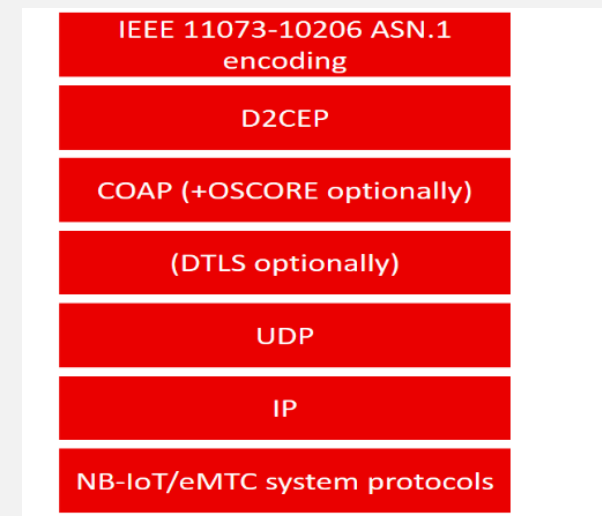 IEEE 11073-10206 ASN.1
encoding
D2CEP
COAP (+OSCORE optionally)
(DTLS optionally)
UDP
IP
NB-IoT/eMTC system protocols